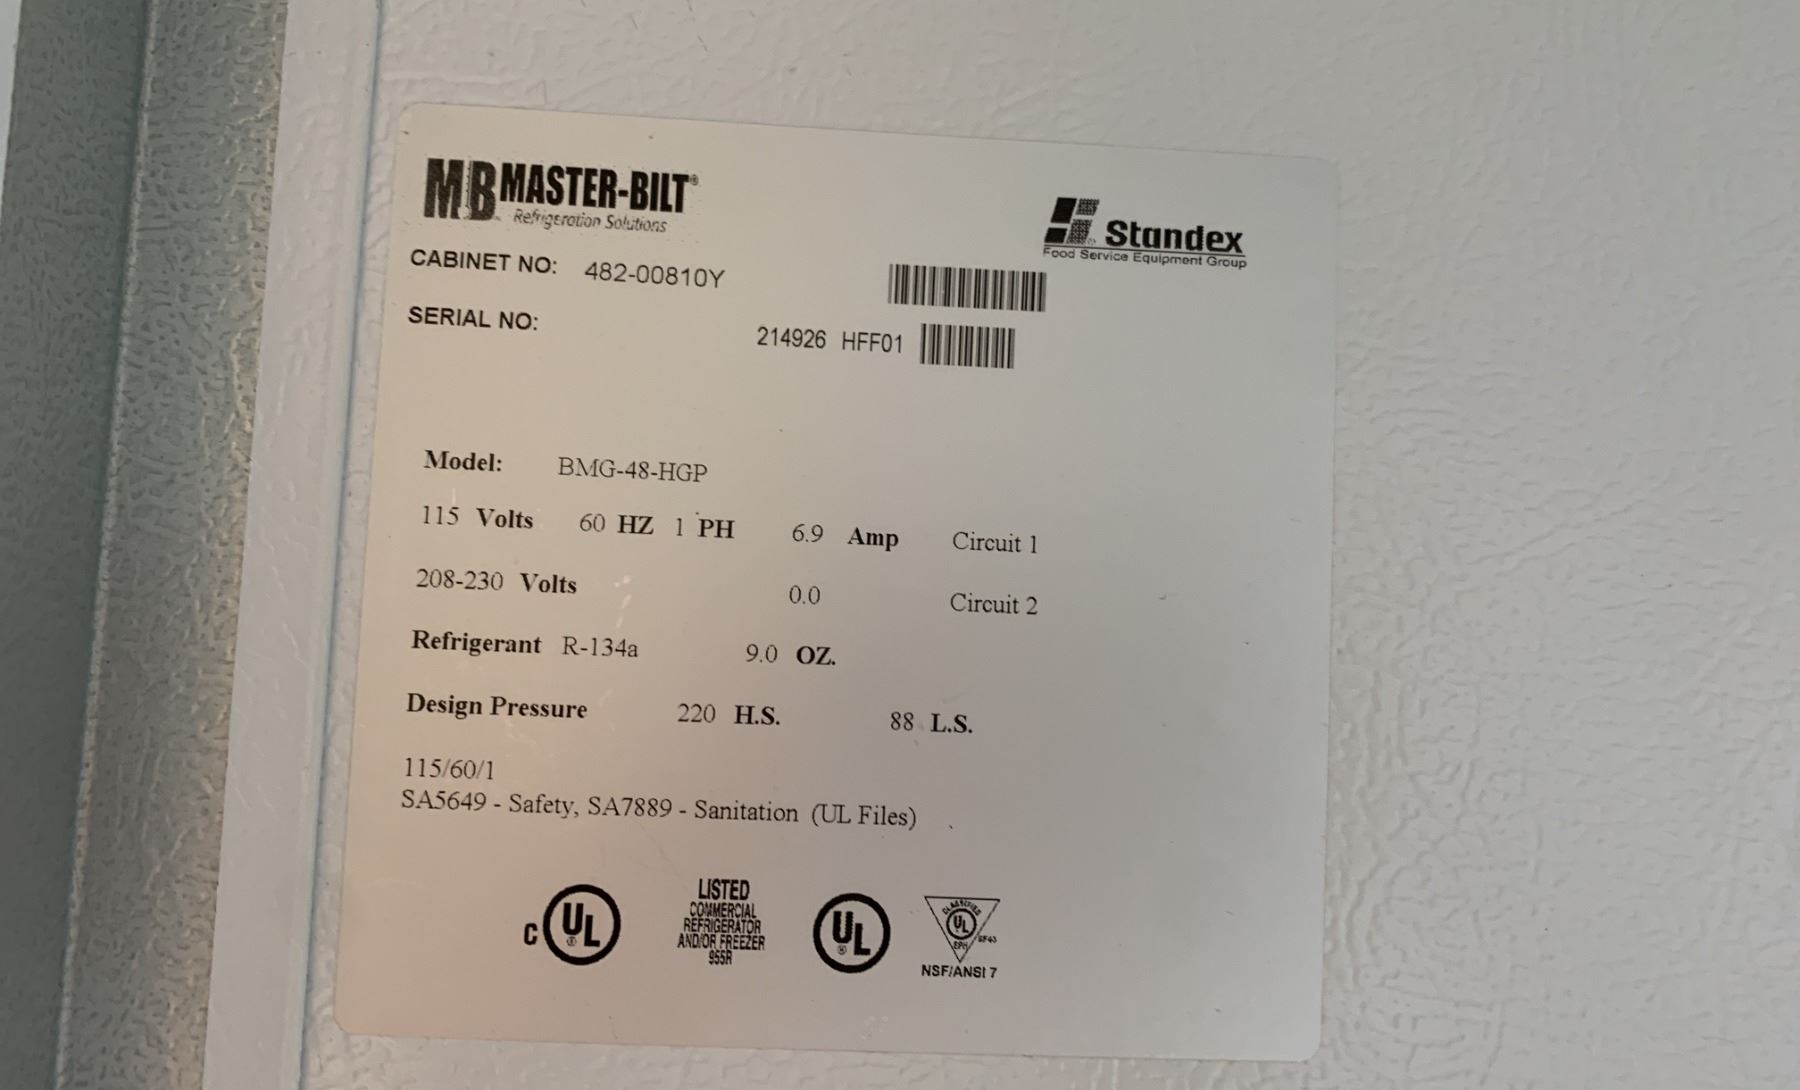 MB MASTER-BILT®
Refrigeration Solutions
Standex
Food Service Equipment Group
CABINET NO: 482-00810Y
SERIAL NO: 214926 HFF01
Model: BMG-48-HGP
115 Volts 60 HZ 1 PH 6.9 Amp Circuit 1
208-230 Volts 0.0 Circuit 2
Refrigerant R-134a 9.0 OZ.
Design Pressure 220 H.S. 88 L.S.
115/60/1
SA5649 - Safety, SA7889 - Sanitation (UL Files)
C UL ®
LISTED
COMMERCIAL
REFRIGERATOR
AND/OR FREEZER
955R
UL ®
CLASSIFIED
UL
EPH
NSF/ANSI 7